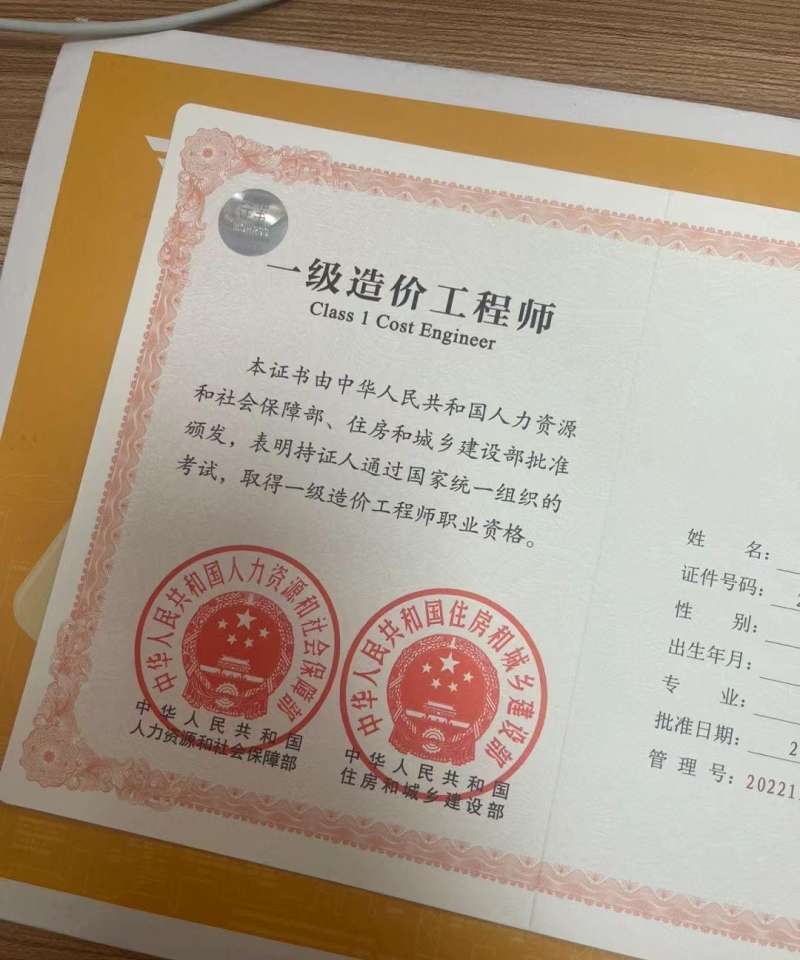 一级造价工程师
Class 1 Cost Engineer
本证书由中华人民共和国人力资源
和社会保障部、住房和城乡建设部批准
颁发，表明持证人通过国家统一组织的
考试，取得一级造价工程师职业资格。
中华人民共和国人力资源和社会保障部
中华人民共和国
人力资源和社会保障部
中华人民共和国住房和城乡建设部
中华人民共和国
住房和城乡建设部
姓 名：
证件号码：
性 别：
出生年月：
专 业：
批准日期： 2
管 理 号：20221